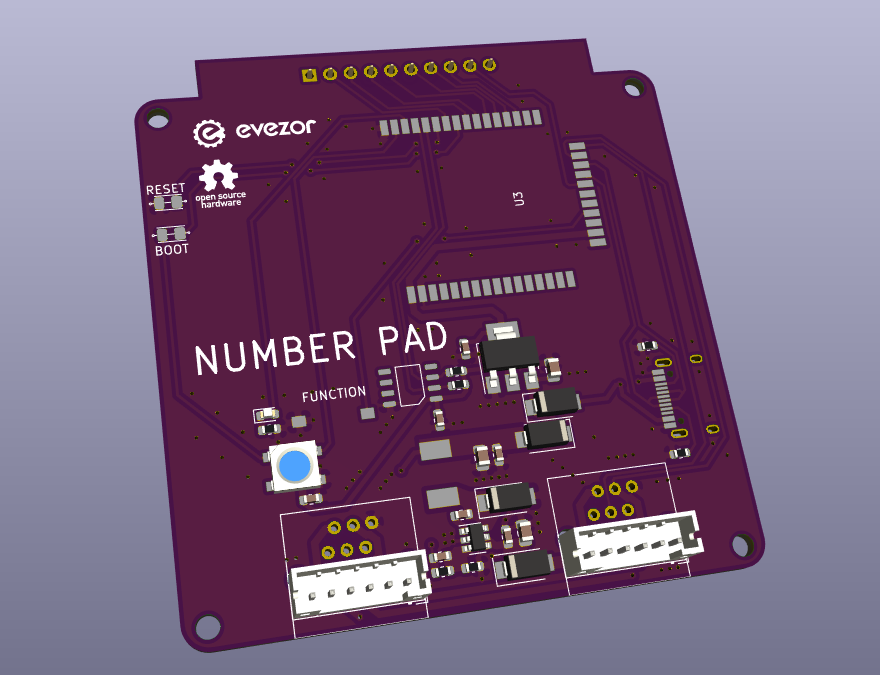 evezor
open source
hardware
RESET
BOOT
U3
NUMBER PAD
FUNCTION